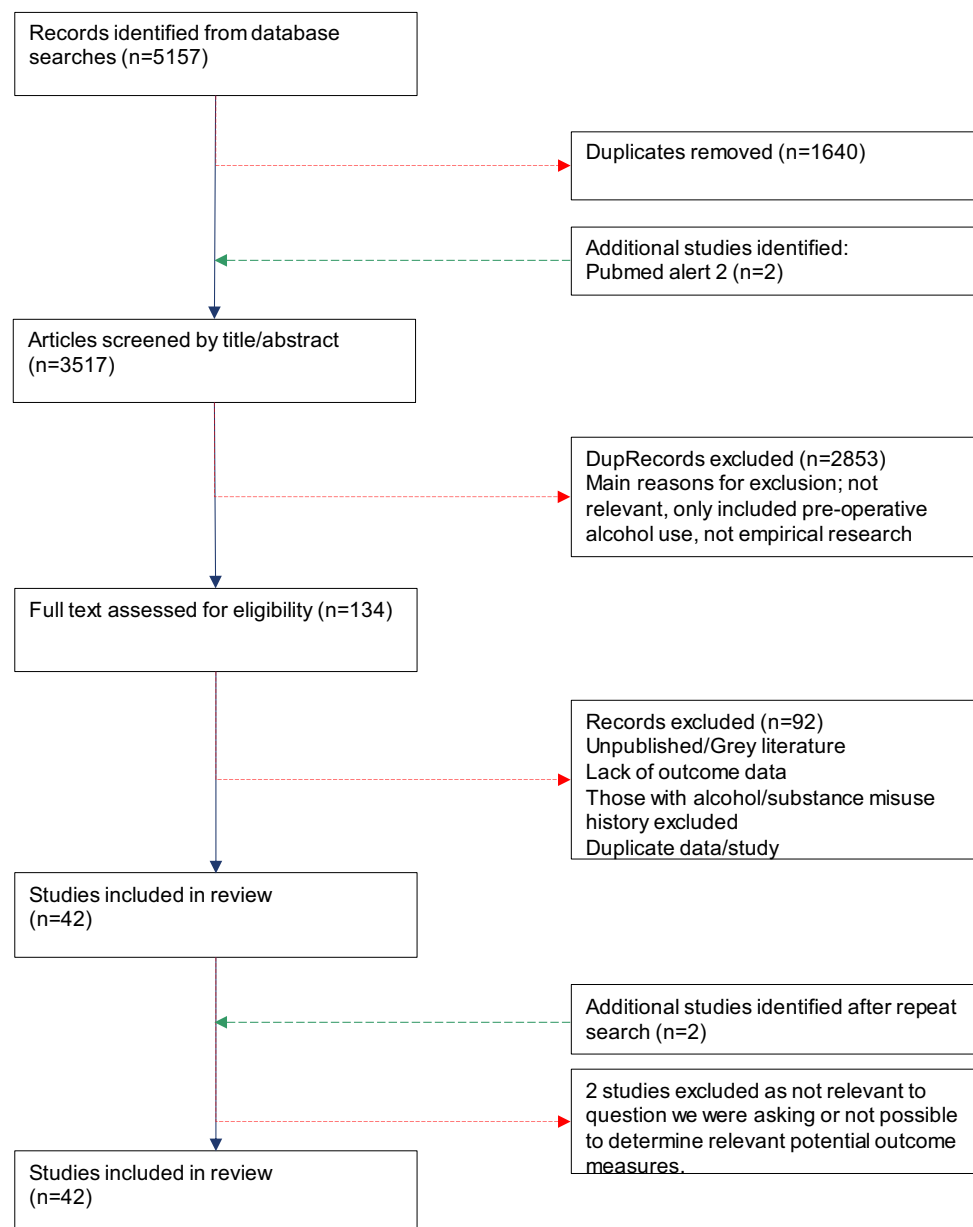 Records identified from database
searches (n=5157)
Duplicates removed (n=1640)
Additional studies identified:
Pubmed alert 2 (n=2)
Articles screened by title/abstract
(n=3517)
DupRecords excluded (n=2853)
Main reasons for exclusion; not
relevant, only included pre-operative
alcohol use, not empirical research
Full text assessed for eligibility (n=134)
Records excluded (n=92)
Unpublished/Grey literature
Lack of outcome data
Those with alcohol/substance misuse
history excluded
Duplicate data/study
Studies included in review
(n=42)
Additional studies identified after repeat
search (n=2)
2 studies excluded as not relevant to
question we were asking or not possible
to determine relevant potential outcome
measures.
Studies included in review
(n=42)